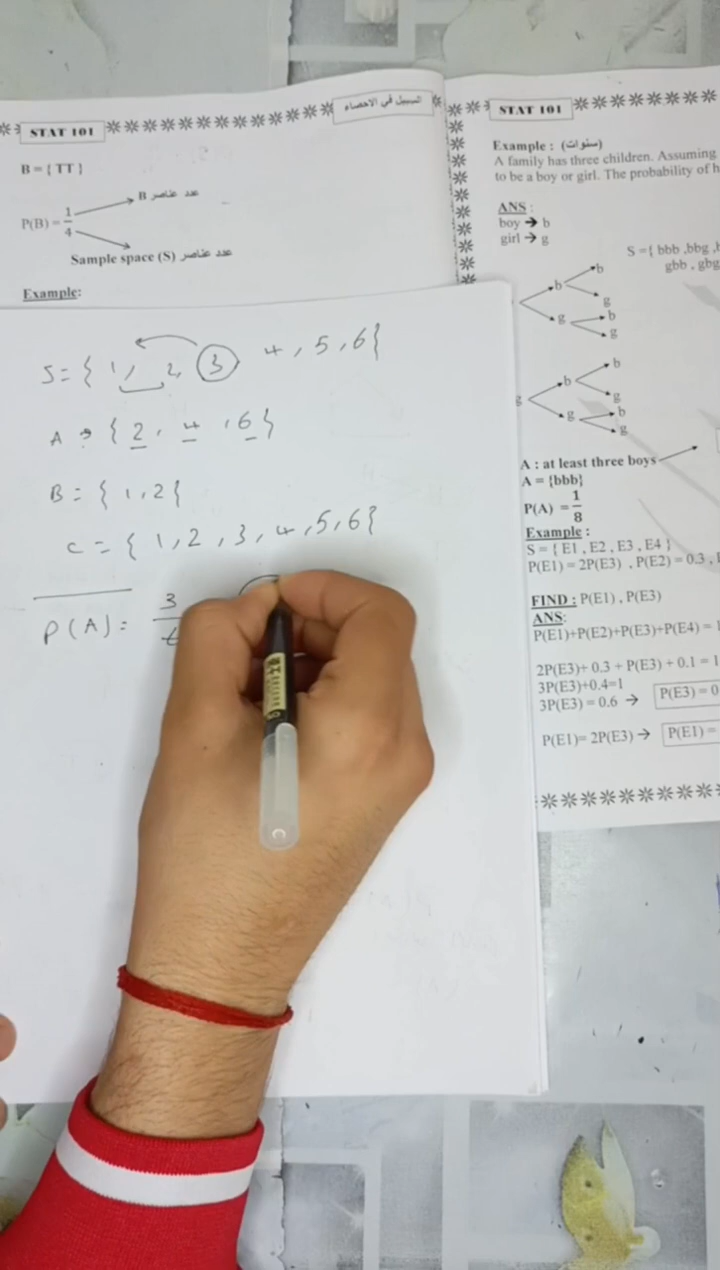 STAT 101
السبيل في الاحصاء
B = { TT }
P(B) = 1/4
عدد عناصر B
عدد عناصر Sample space (S)
Example:
S = { 1, 2, 3 4, 5, 6 }
A = { 2, 4, 6 }
B = { 1, 2 }
C = { 1, 2, 3, 4, 5, 6 }
P(A) = 3
STAT 101
Example : (سنوات)
A family has three children. Assuming
to be a boy or girl. The probability of h
ANS :
boy → b
girl → g
S ={ bbb ,bbg ,
gbb , gbg
b
b
g
g
b
g
g
b
b
g
g
b
g
A : at least three boys
A = {bbb}
P(A) = 1/8
Example :
S = { E1 , E2 , E3 , E4 }
P(E1) = 2P(E3) , P(E2) = 0.3 ,
FIND : P(E1) , P(E3)
ANS:
P(E1)+P(E2)+P(E3)+P(E4) = 1
2P(E3)+ 0.3 + P(E3) + 0.1 = 1
3P(E3)+0.4=1
3P(E3) = 0.6 → P(E3) = 0
P(E1)= 2P(E3) → P(E1) =